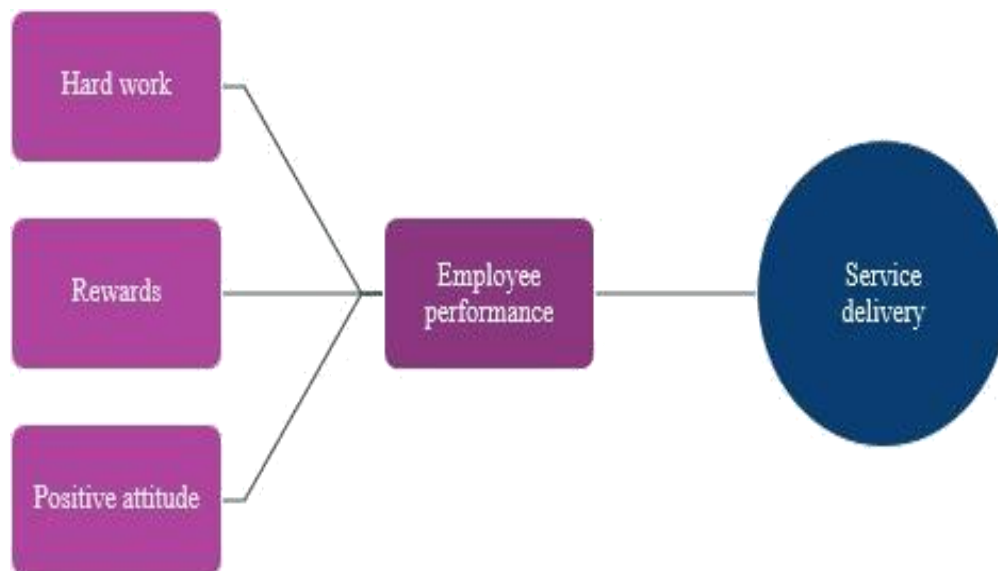 Hard work
Rewards
Positive attitude
Employee
performance
Service
delivery